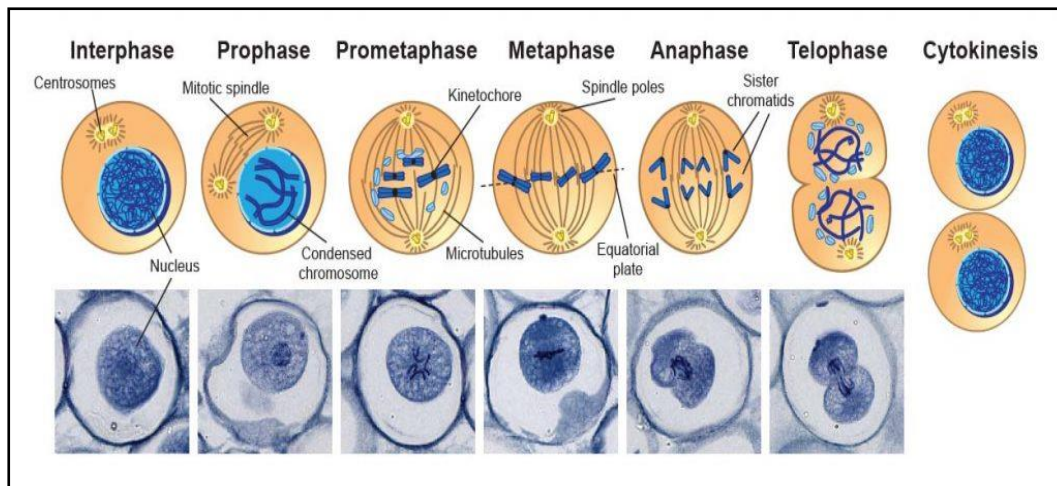 Interphase
Prophase
Prometaphase
Metaphase
Anaphase
Telophase
Cytokinesis
Centrosomes
Mitotic spindle
Kinetochore
Spindle poles
Sister
chromatids
Nucleus
Condensed
chromosome
Microtubules
Equatorial
plate